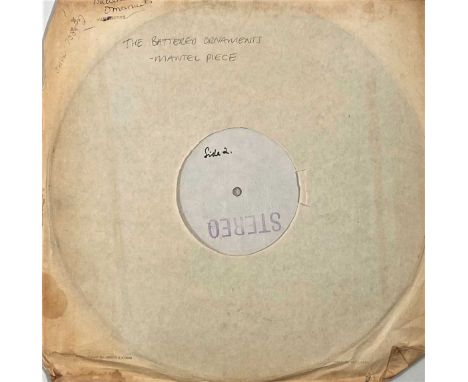 THE BATTERED ORNAMENTS
-MANTEL PIECE
Side 2.
STEREO